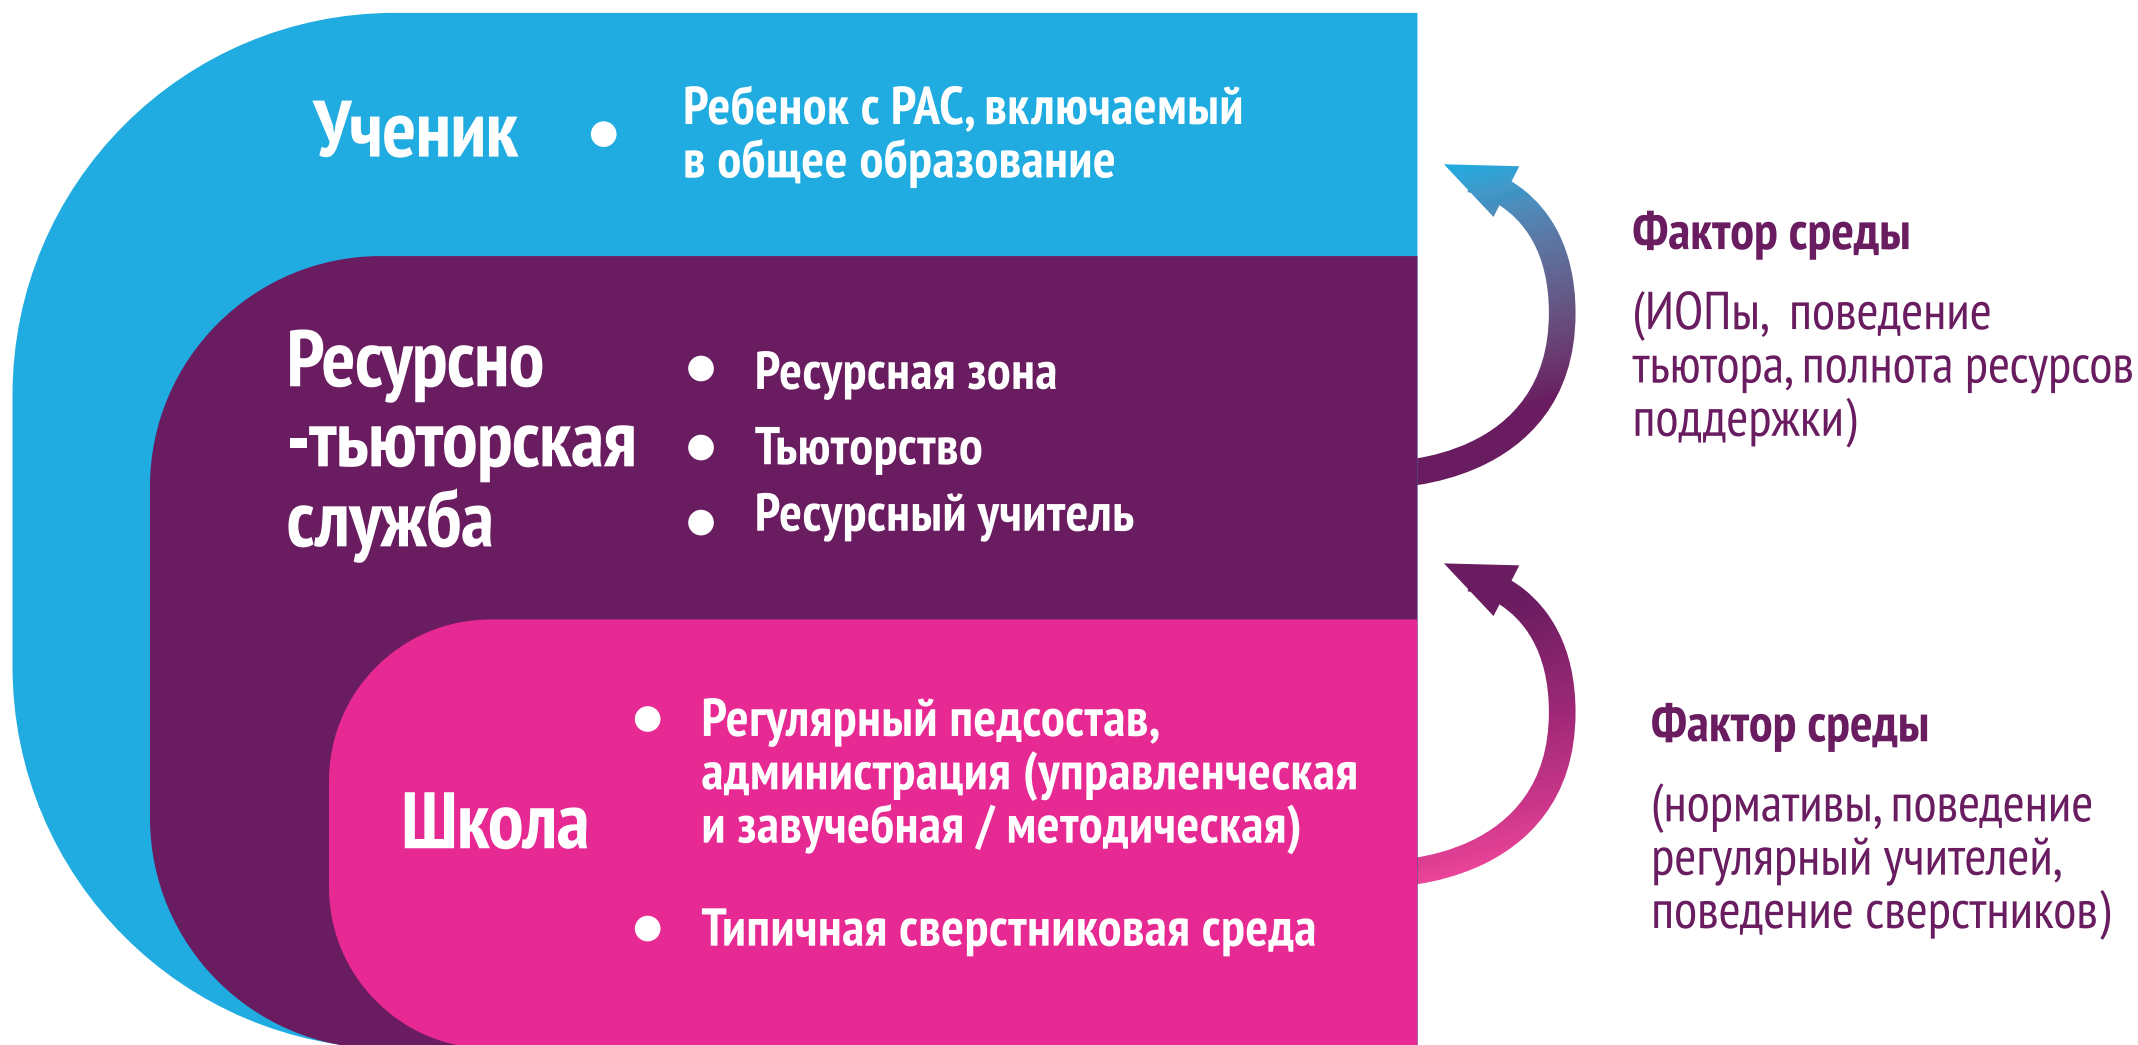 Ученик
Ребенок с РАС, включаемый
в общее образование
Ресурсно
-тьюторская
служба
Ресурсная зона
Тьюторство
Ресурсный учитель
Школа
Регулярный педсостав,
администрация (управленческая
и завучебная / методическая)
Типичная сверстниковая среда
Фактор среды
(ИОПы, поведение
тьютора, полнота ресурсов
поддержки)
Фактор среды
(нормативы, поведение
регулярный учителей,
поведение сверстников)